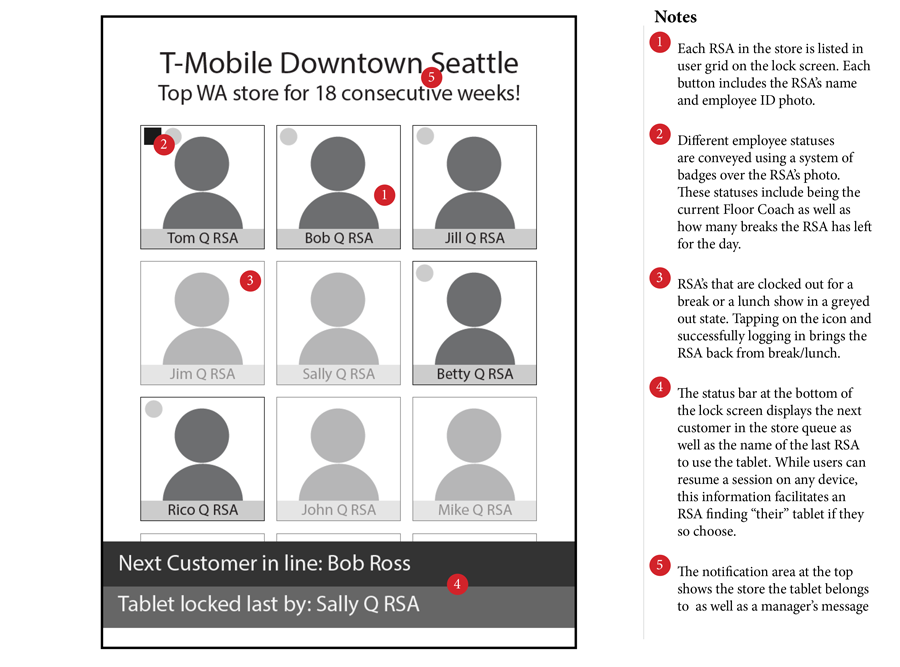 T-Mobile Downtown Seattle
5
Top WA store for 18 consecutive weeks!
2
1
Tom Q RSA
Bob Q RSA
Jill Q RSA
3
Jim Q RSA
Sally Q RSA
Betty Q RSA
Rico Q RSA
John Q RSA
Mike Q RSA
Next Customer in line: Bob Ross
4
Tablet locked last by: Sally Q RSA
Notes
1
Each RSA in the store is listed in
user grid on the lock screen. Each
button includes the RSA's name
and employee ID photo.
2
Different employee statuses
are conveyed using a system of
badges over the RSA's photo.
These statuses include being the
current Floor Coach as well as
how many breaks the RSA has left
for the day.
3
RSA's that are clocked out for a
break or a lunch show in a greyed
out state. Tapping on the icon and
successfully logging in brings the
RSA back from break/lunch.
4
The status bar at the bottom of
the lock screen displays the next
customer in the store queue as
well as the name of the last RSA
to use the tablet. While users can
resume a session on any device,
this information facilitates an
RSA finding “their” tablet if they
so choose.
5
The notification area at the top
shows the store the tablet belongs
to  as well as a manager's message